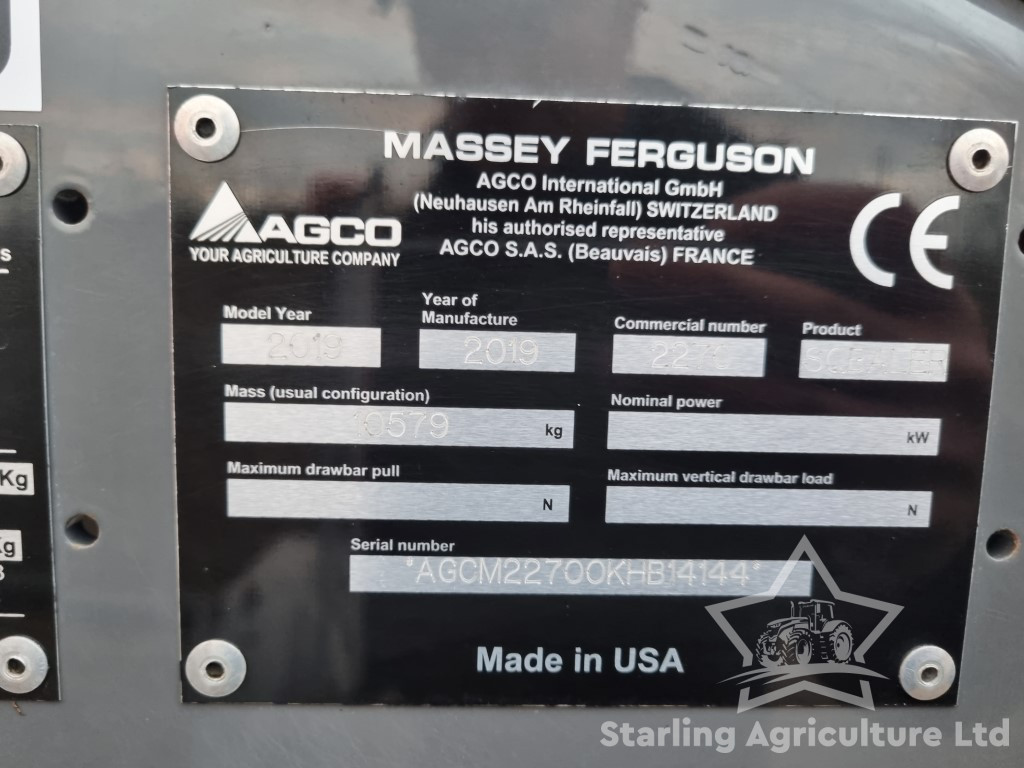 MASSEY FERGUSON
AGCO International GmbH
(Neuhausen Am Rheinfall) SWITZERLAND
his authorised representative
AGCO S.A.S. (Beauvais) FRANCE
AGCO
YOUR AGRICULTURE COMPANY
CE
Model Year
Year of
Manufacture
Commercial number
Product
2019
2019
2270
SQBALEH
Mass (usual configuration)
Nominal power
10579 kg
kW
Maximum drawbar pull
Maximum vertical drawbar load
N
N
Serial number
*AGCM22700KHB14144*
Made in USA
s
Kg
Kg
Starling Agriculture Ltd